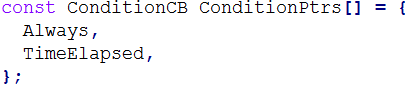 const ConditionCB ConditionPtrs[] = {
  Always,
  TimeElapsed,
};